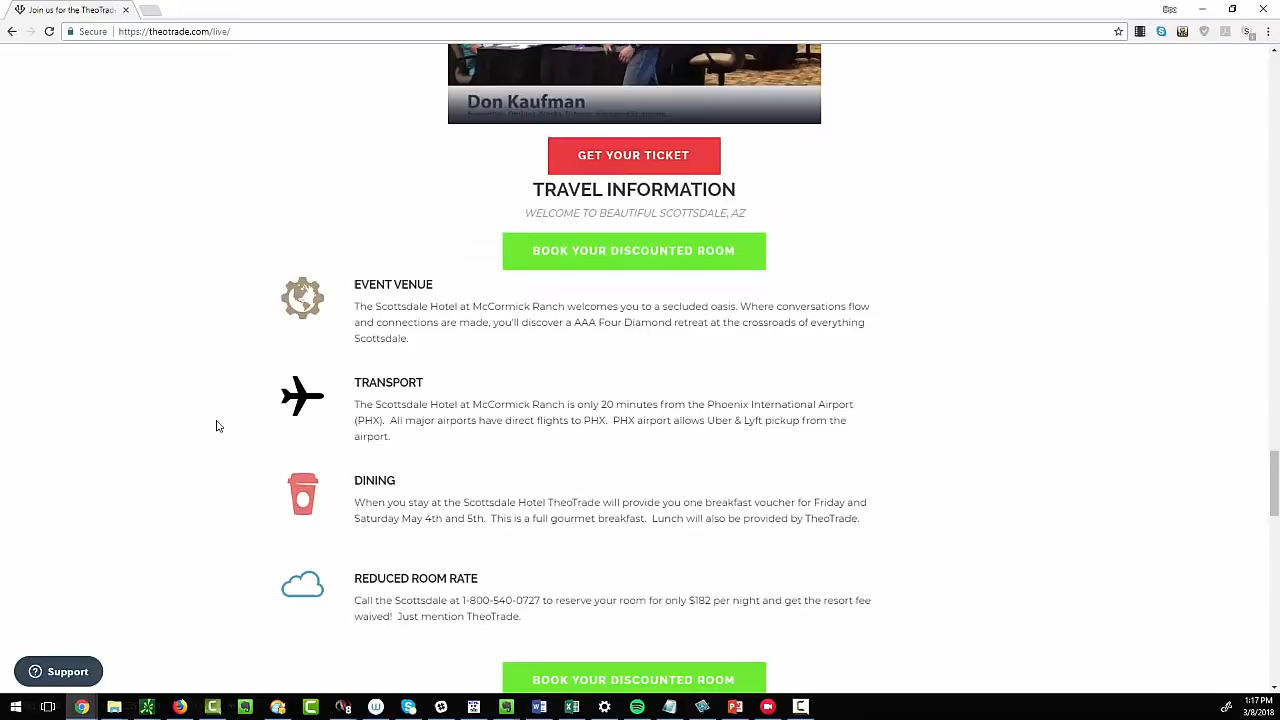 Join us for the TheoTrad
Secure
https://theotrade.com/live/
Don Kaufman
GET YOUR TICKET
TRAVEL INFORMATION
WELCOME TO BEAUTIFUL SCOTTSDALE, AZ
BOOK YOUR DISCOUNTED ROOM
EVENT VENUE
The Scottsdale Hotel at McCormick Ranch welcomes you to a secluded oasis. Where conversations flow
and connections are made, you'll discover a AAA Four Diamond retreat at the crossroads of everything
Scottsdale.
TRANSPORT
The Scottsdale Hotel at McCormick Ranch is only 20 minutes from the Phoenix International Airport
(PHX). All major airports have direct flights to PHX. PHX airport allows Uber & Lyft pickup from the
airport.
DINING
When you stay at the Scottsdale Hotel TheoTrade will provide you one breakfast voucher for Friday and
Saturday May 4th and 5th. This is a full gourmet breakfast. Lunch will also be provided by TheoTrade.
REDUCED ROOM RATE
Call the Scottsdale at 1-800-540-0727 to reserve your room for only $182 per night and get the resort fee
waived! Just mention TheoTrade.
Support
BOOK YOUR DISCOUNTED ROOM
1:17 PM
3/8/2018